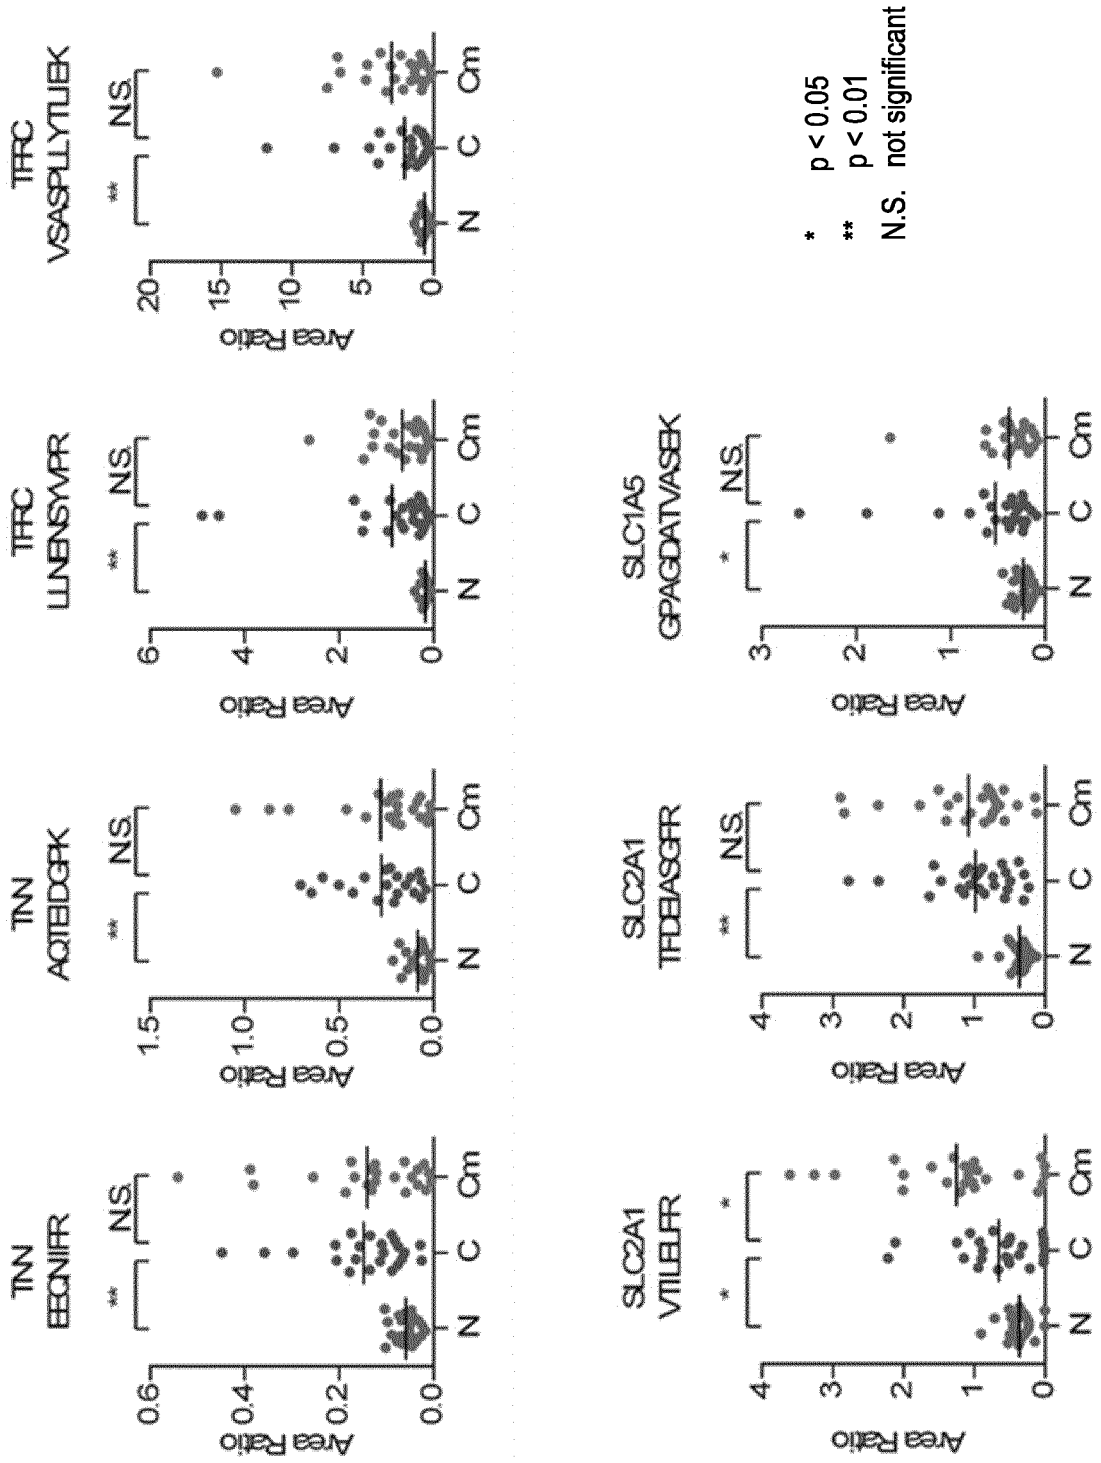 TNN
EEQNIFR
** N.S.
Area Ratio
0.6
0.4
0.2
0.0
N C Cm
TNN
AQTEIDGPK
** N.S.
Area Ratio
1.5
1.0
0.5
0.0
N C Cm
TFRC
LLNENSYVPR
** N.S.
Area Ratio
6
4
2
0
N C Cm
TFRC
VSASPLLYTLIEK
** N.S.
Area Ratio
20
15
10
5
0
N C Cm
SLC2A1
VTILELFR
* *
Area Ratio
4
3
2
1
0
N C Cm
SLC2A1
TFDEIASGFR
** N.S.
Area Ratio
4
3
2
1
0
N C Cm
SLC1A5
GPAGDATVASEK
* N.S.
Area Ratio
3
2
1
0
N C Cm
* p < 0.05
** p < 0.01
N.S. not significant